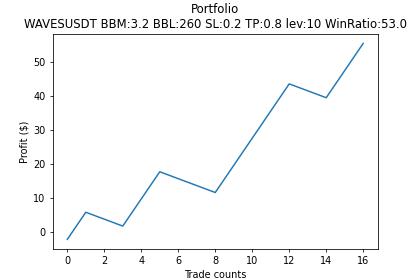 Portfolio
WAVESUSDT BBM:3.2 BBL:260 SL:0.2 TP:0.8 lev:10 WinRatio:53.0
50
40
30
20
10
0
Profit ($)
0 2 4 6 8 10 12 14 16
Trade counts